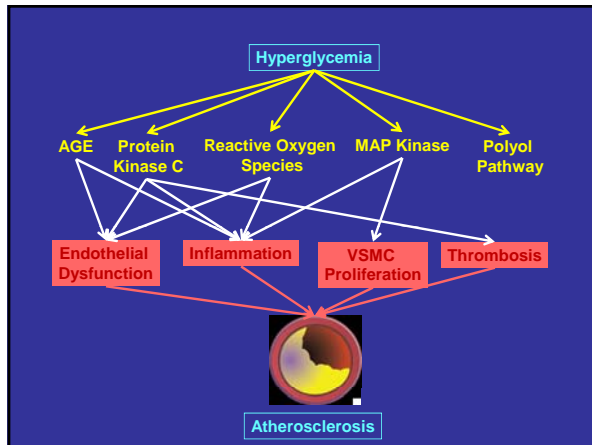 Hyperglycemia
AGE
Protein
Kinase C
Reactive Oxygen
Species
MAP Kinase
Polyol
Pathway
Endothelial
Dysfunction
Inflammation
VSMC
Proliferation
Thrombosis
Atherosclerosis